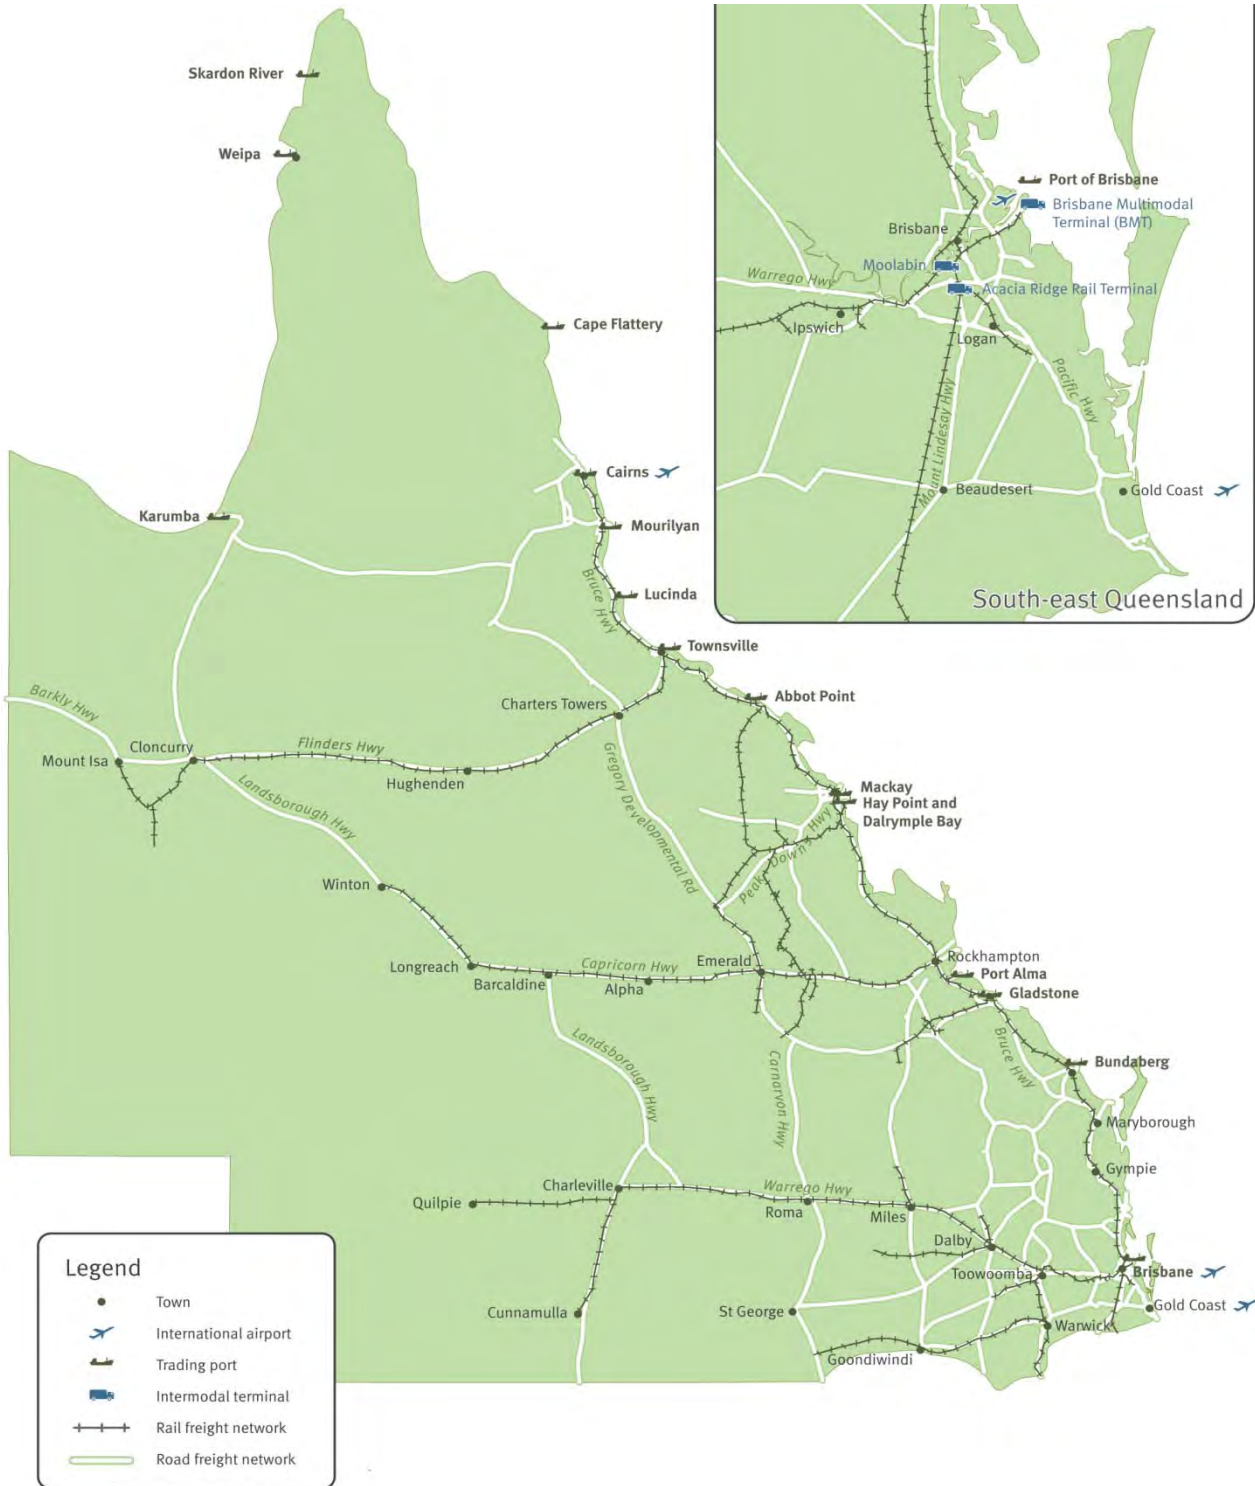 Skardon River
Weipa
Cape Flattery
Cairns
Karumba
Mourilyan
Bruce Hwy
Lucinda
Townsville
Barkly Hwy
Charters Towers
Abbot Point
Mount Isa
Cloncurry
Flinders Hwy
Hughenden
Gregory Developmental Rd
Mackay
Hay Point and
Dalrymple Bay
Landsborough Hwy
Peak Downs Hwy
Winton
Longreach
Barcaldine
Capricorn Hwy
Alpha
Emerald
Rockhampton
Port Alma
Gladstone
Landsborough Hwy
Carnarvon Hwy
Bruce Hwy
Bundaberg
Maryborough
Gympie
Quilpie
Charleville
Warrego Hwy
Roma
Miles
Dalby
Toowoomba
Brisbane
Gold Coast
Cunnamulla
St George
Warwick
Goondiwindi
Port of Brisbane
Brisbane Multimodal
Terminal (BMT)
Brisbane
Moolabin
Warrego Hwy
Acacia Ridge Rail Terminal
Ipswich
Logan
Pacific Hwy
Mount Lindesay Hwy
Beaudesert
Gold Coast
South-east Queensland
Legend
Town
International airport
Trading port
Intermodal terminal
Rail freight network
Road freight network